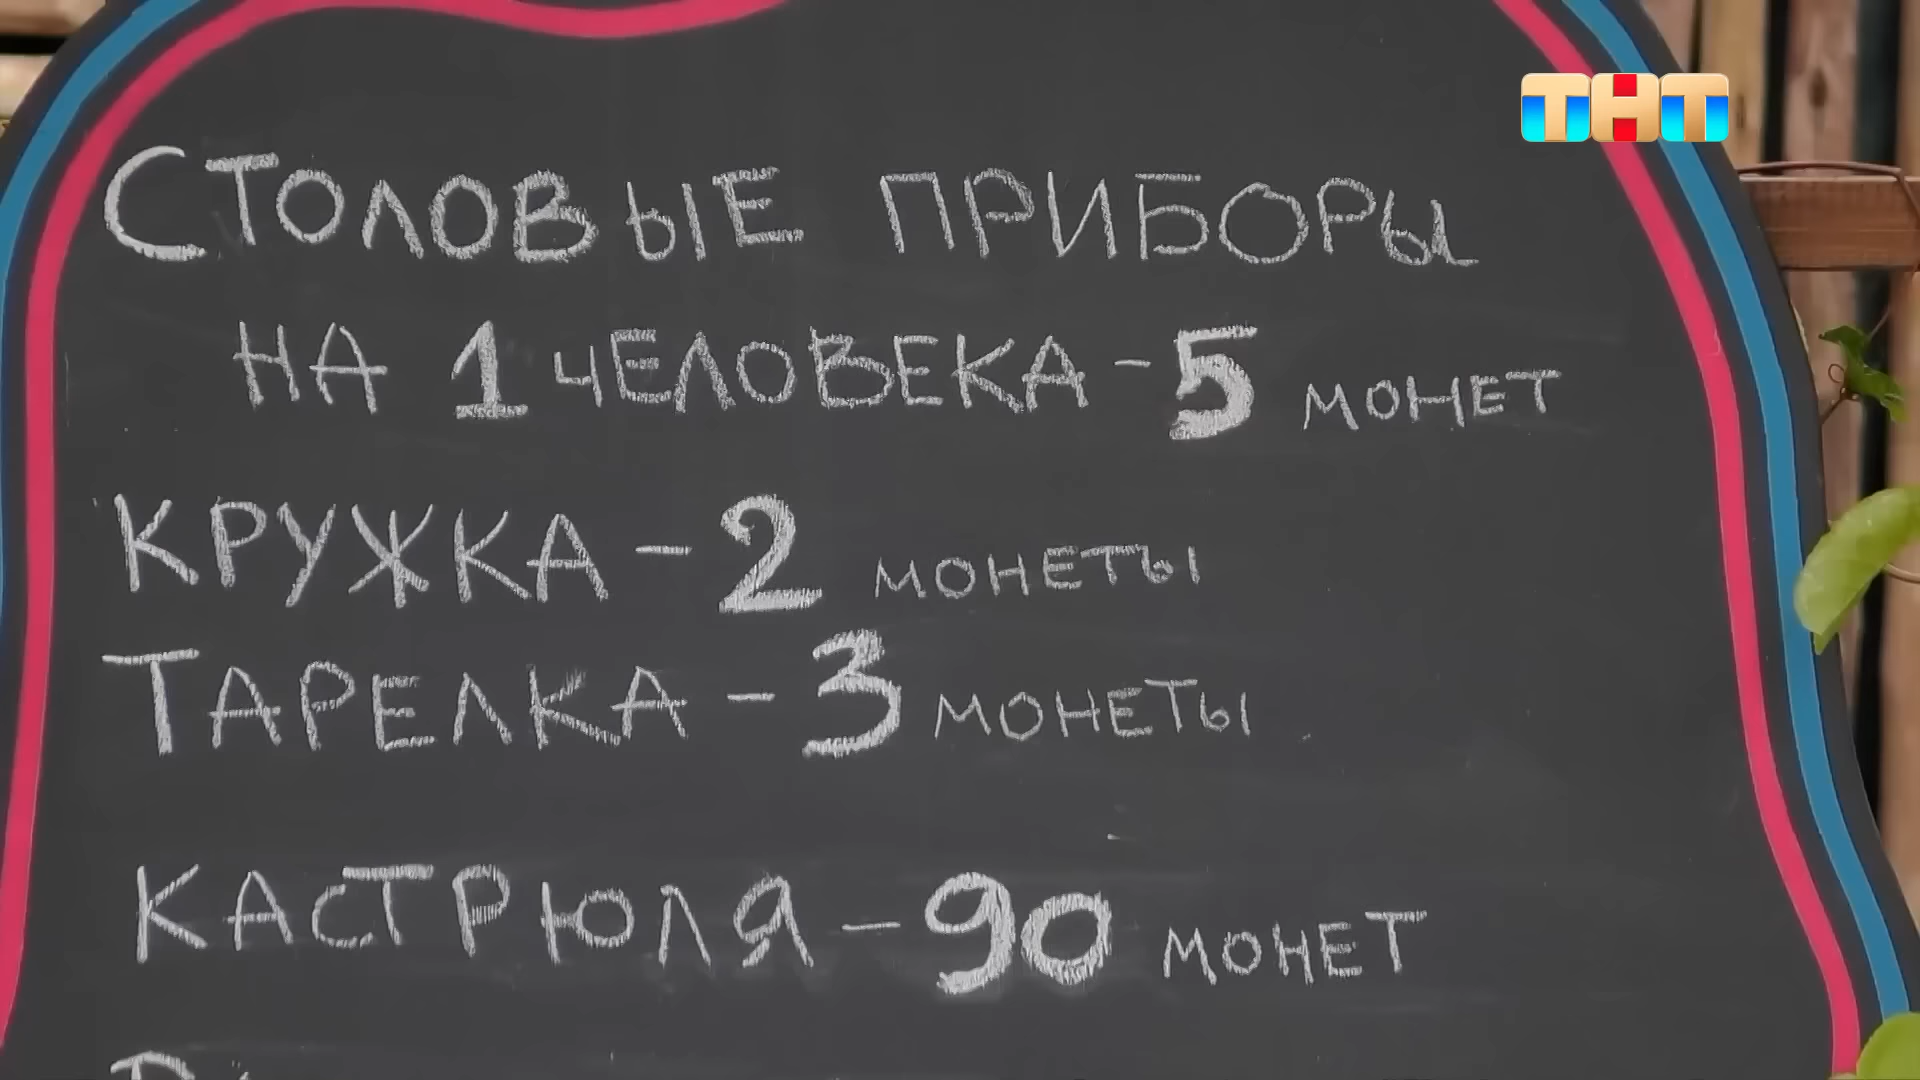 ТНТ
СТОЛОВЫЕ ПРИБОРЫ
НА 1 ЧЕЛОВЕКА - 5 МОНЕТ
КРУЖКА - 2 МОНЕТЫ
ТАРЕЛКА - 3 МОНЕТЫ
КАСТРЮЛЯ - 90 МОНЕТ